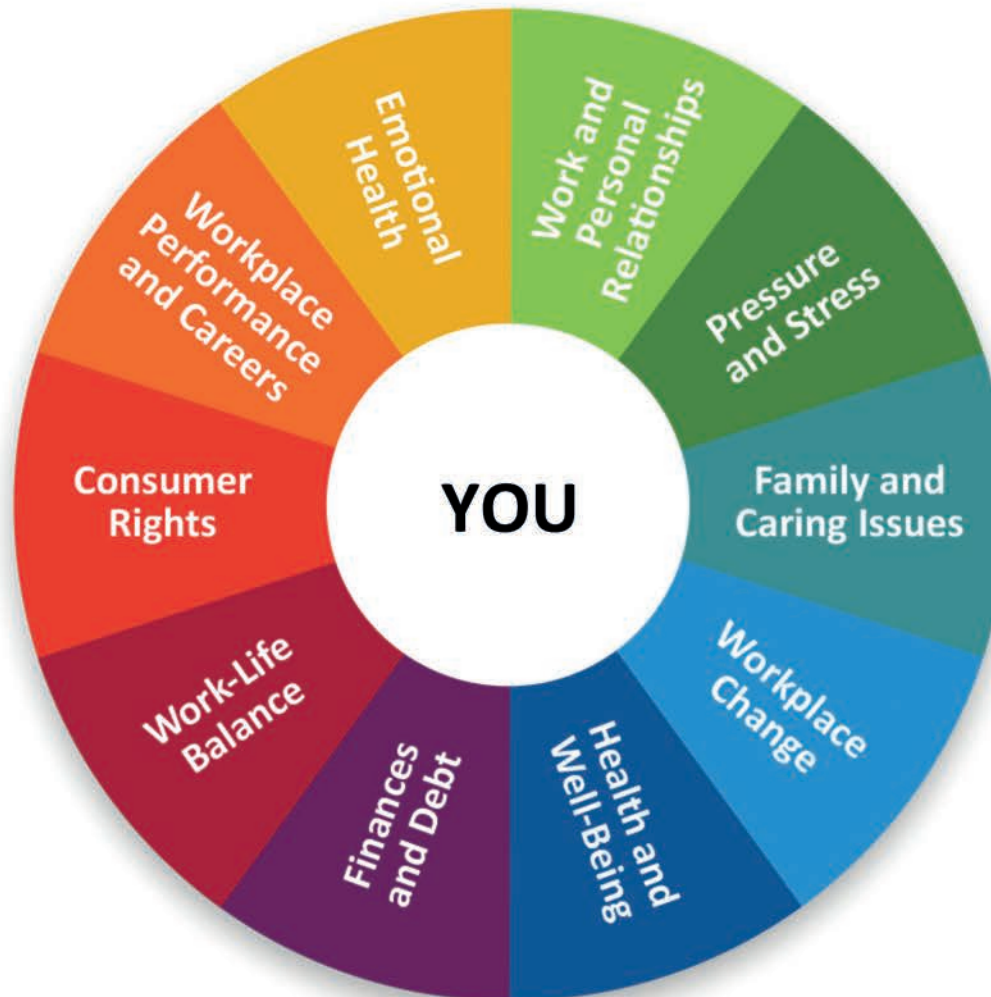 Emotional
Health
Work and
Personal
Relationships
Pressure
and Stress
Family and
Caring Issues
Workplace
Change
Health and
Well-Being
Finances
and Debt
Work-Life
Balance
Consumer
Rights
Workplace
Performance
and Careers
YOU